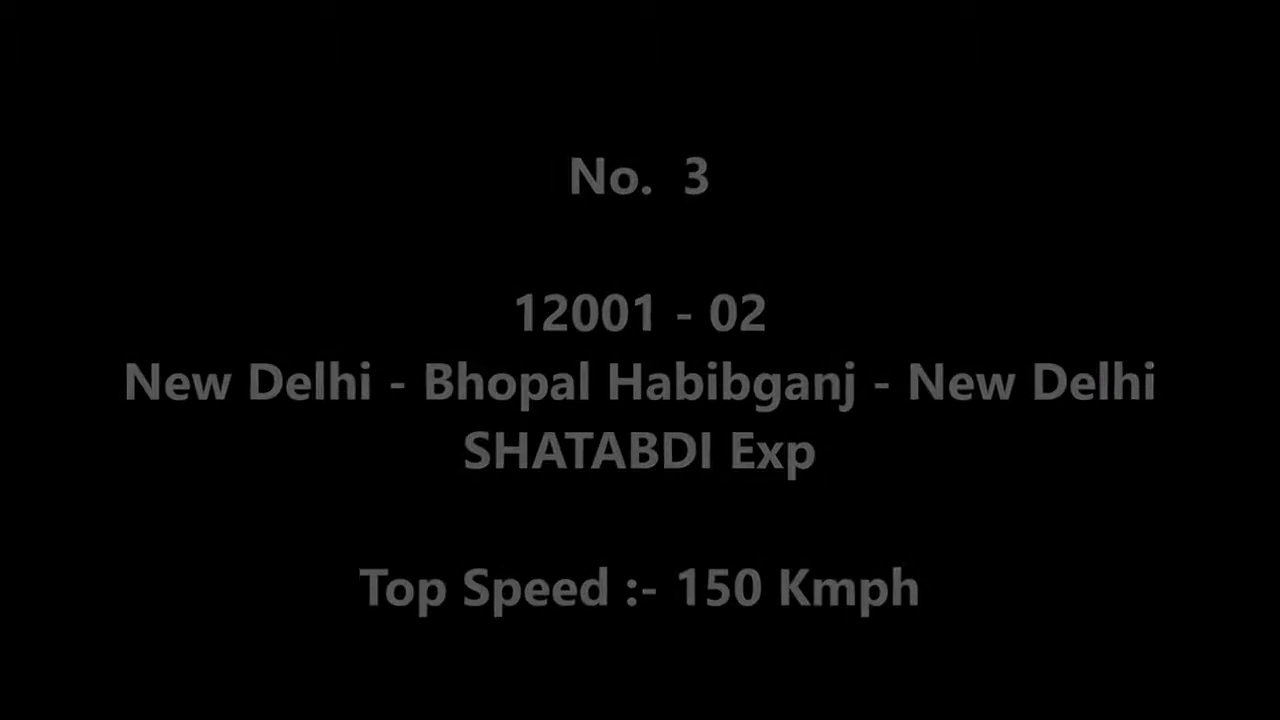 No. 3
12001 - 02
New Delhi - Bhopal Habibganj - New Delhi
SHATABDI Exp
Top Speed :- 150 Kmph